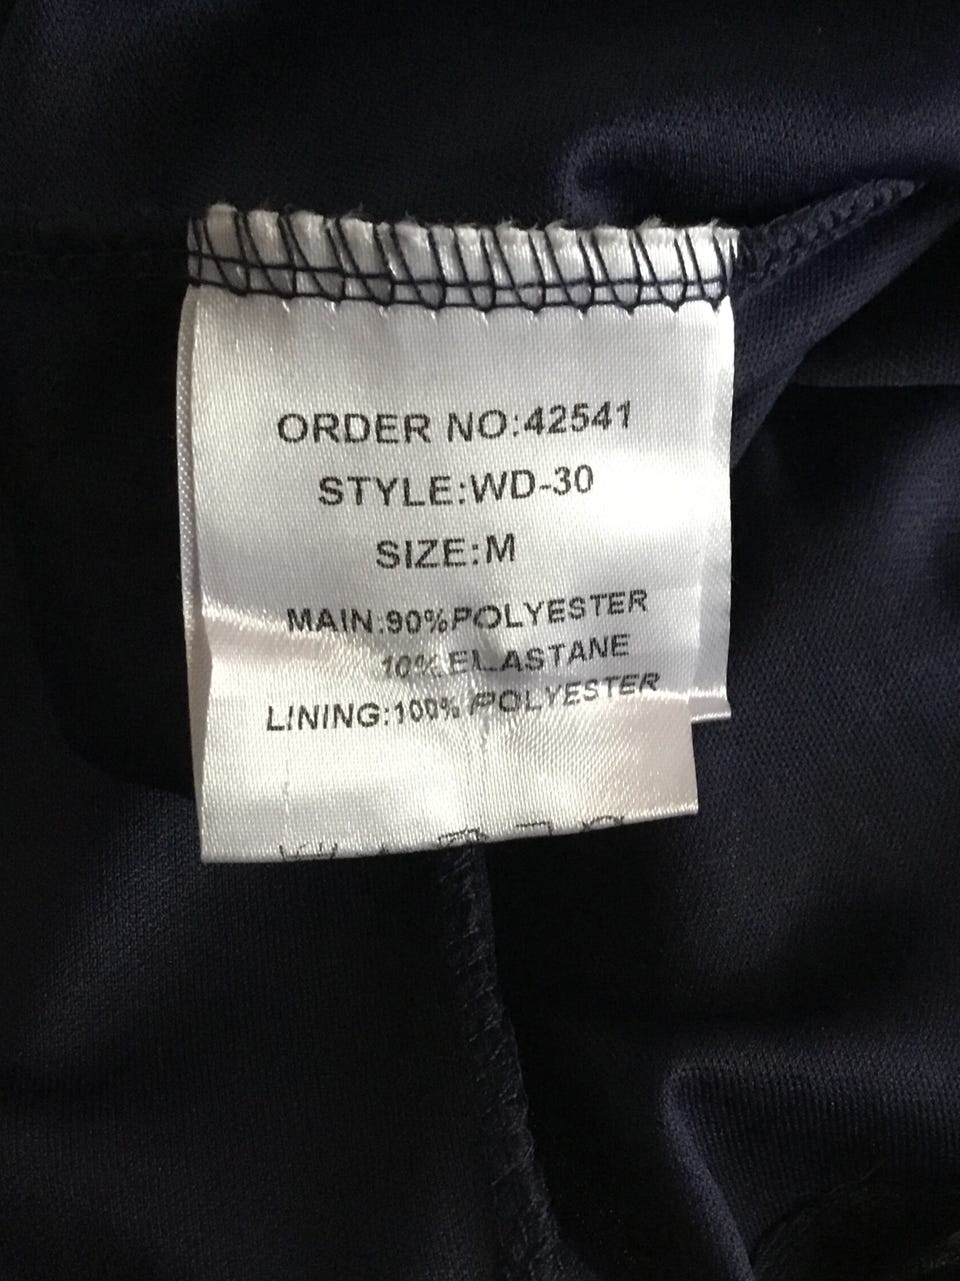 ORDER NO:42541
STYLE:WD-30
SIZE:M
MAIN:90%POLYESTER
10%ELASTANE
LINING:100% POLYESTER